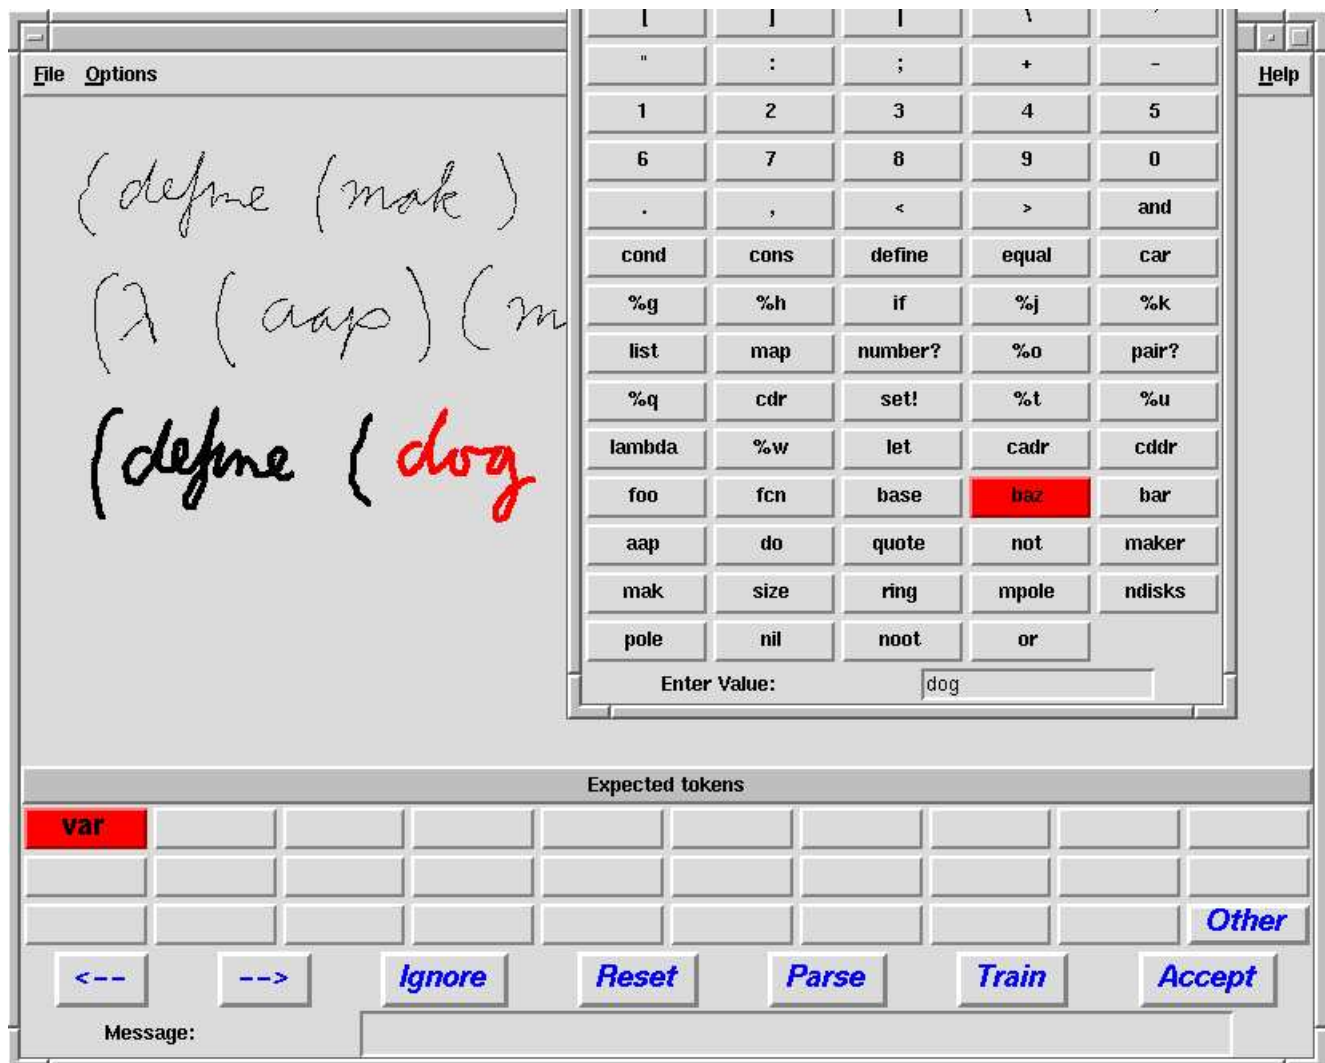 File Options Help
(define (mak)
(λ (aap) (m
(define ( dog
[ ] | \ ´
" : ; + -
1 2 3 4 5
6 7 8 9 0
. , < > and
cond cons define equal car
%g %h if %j %k
list map number? %o pair?
%q cdr set! %t %u
lambda %w let cadr cddr
foo fcn base baz bar
aap do quote not maker
mak size ring mpole ndisks
pole nil noot or
Enter Value: dog
Expected tokens
var
Other
<-- --> Ignore Reset Parse Train Accept
Message: